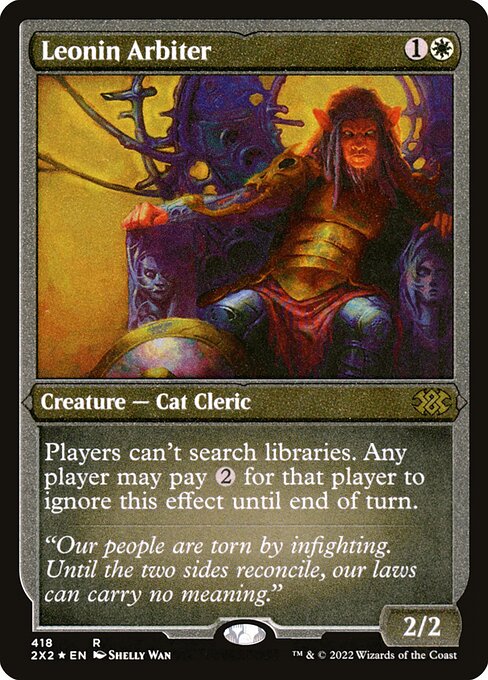 Leonin Arbiter 1
Creature — Cat Cleric
Players can't search libraries. Any
player may pay 2 for that player to
ignore this effect until end of turn.
“Our people are torn by infighting.
Until the two sides reconcile, our laws
can carry no meaning.”
2/2
418 R
2X2 ★ EN Shelly Wan
™ & © 2022 Wizards of the Coast